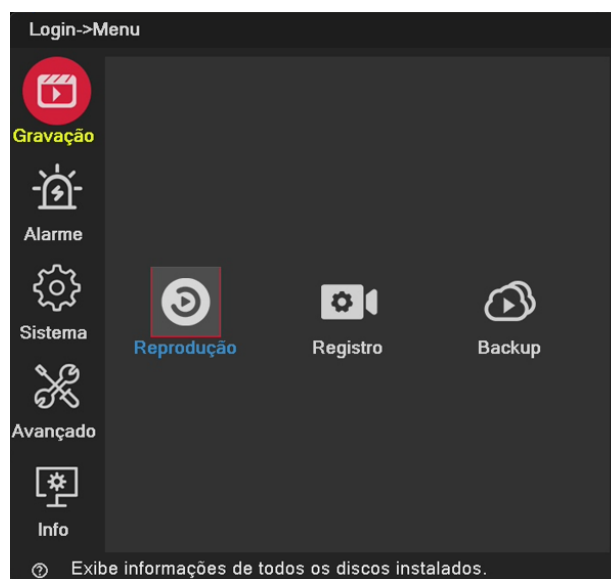 Login->Menu
Gravação
Alarme
Sistema
Avançado
Info
Reprodução
Registro
Backup
Exibe informações de todos os discos instalados.